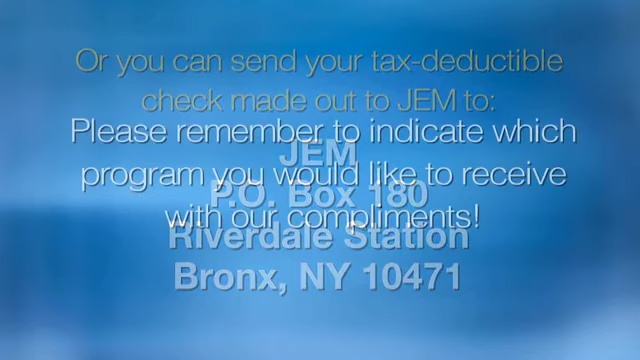 Or you can send your tax-deductible
check made out to JEM to:
Please remember to indicate which
JEM
program you would like to receive
P.O. Box 180
with our compliments!
Riverdale Station
Bronx, NY 10471